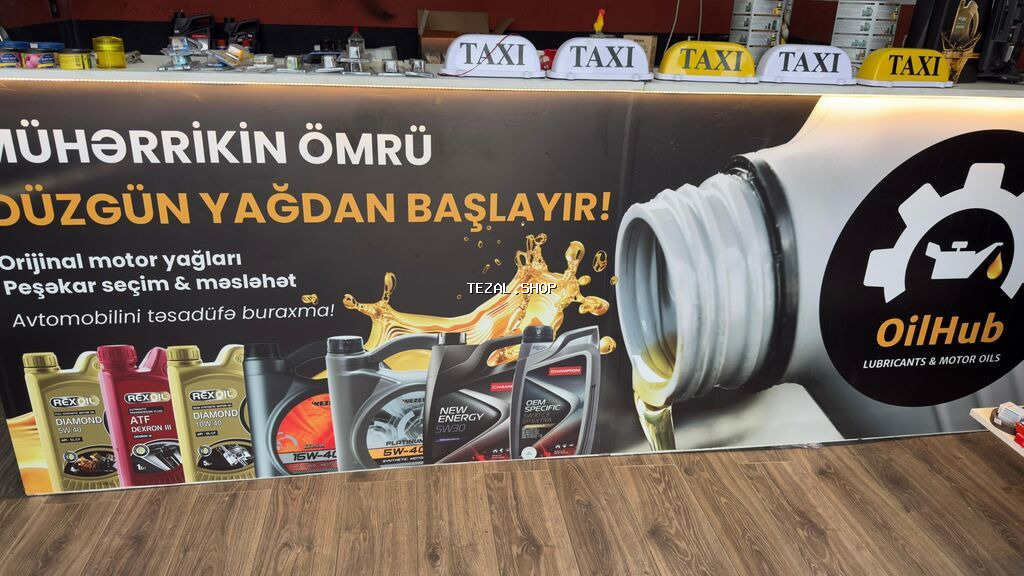 TAXI TAXI TAXI TAXI TAXI
MÜHƏRRİKİN ÖMRÜ
DÜZGÜN YAĞDAN BAŞLAYIR!
Orijinal motor yağları
Peşəkar seçim & məsləhət
Avtomobilini təsadüfə buraxma!
TEZAL.SHOP
OilHub
LUBRICANTS & MOTOR OILS
REXOIL
DIAMOND
5W-40
REXOIL
ATF
DEXRON III
REXOIL
DIAMOND
10W-40
15W-40
PLATINUM
5W-40
CHAMPION
NEW
ENERGY
5W30
CHAMPION
OEM
SPECIFIC